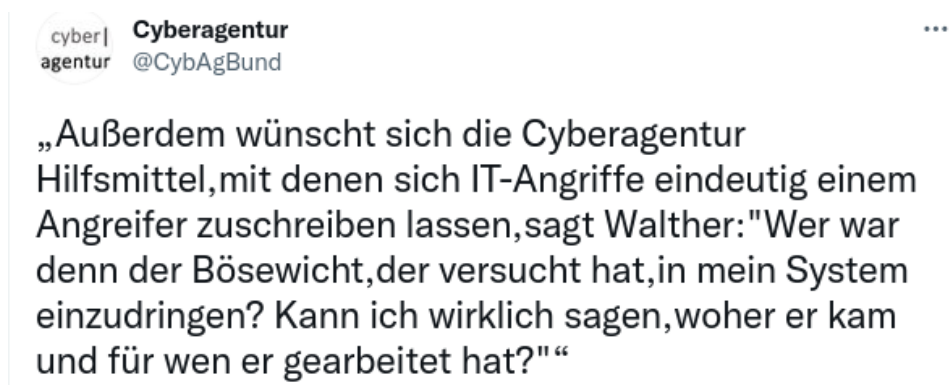 cyber|
agentur
Cyberagentur
@CybAgBund
„Außerdem wünscht sich die Cyberagentur
Hilfsmittel,mit denen sich IT-Angriffe eindeutig einem
Angreifer zuschreiben lassen,sagt Walther:"Wer war
denn der Bösewicht,der versucht hat,in mein System
einzudringen? Kann ich wirklich sagen,woher er kam
und für wen er gearbeitet hat?"“